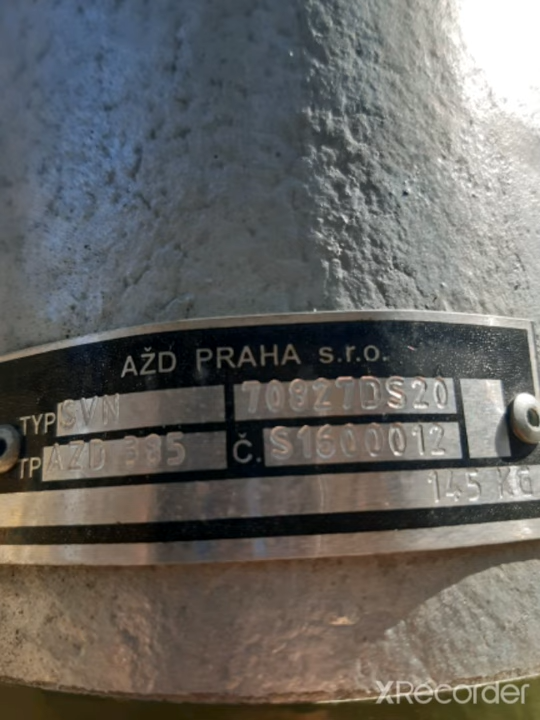 AŽD PRAHA s.r.o.
TYP SVN 70827DS20
TP AZD 385 Č. S1600012
145 KG
XRecorder